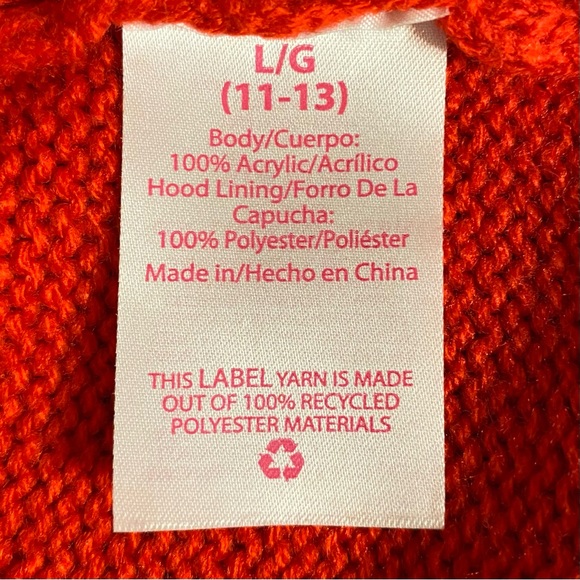 L/G
(11-13)
Body/Cuerpo:
100% Acrylic/Acrílico
Hood Lining/Forro De La
Capucha:
100% Polyester/Poliéster
Made in/Hecho en China
THIS LABEL YARN IS MADE
OUT OF 100% RECYCLED
POLYESTER MATERIALS